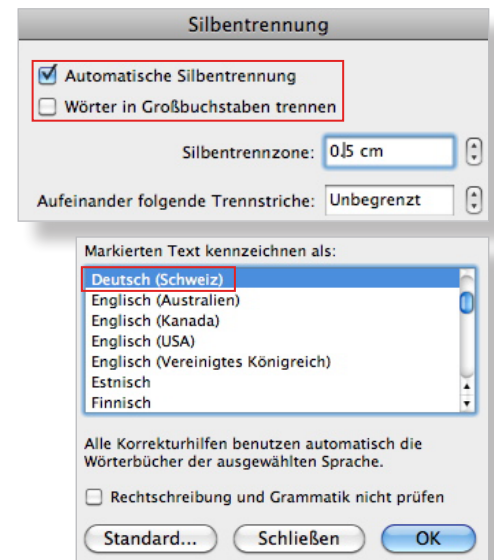 Silbentrennung
Automatische Silbentrennung
Wörter in Großbuchstaben trennen
Silbentrennzone: 0,5 cm
Aufeinander folgende Trennstriche: Unbegrenzt
Markierten Text kennzeichnen als:
Deutsch (Schweiz)
Englisch (Australien)
Englisch (Kanada)
Englisch (USA)
Englisch (Vereinigtes Königreich)
Estnisch
Finnisch
Alle Korrekturhilfen benutzen automatisch die
Wörterbücher der ausgewählten Sprache.
Rechtschreibung und Grammatik nicht prüfen
Standard... Schließen OK